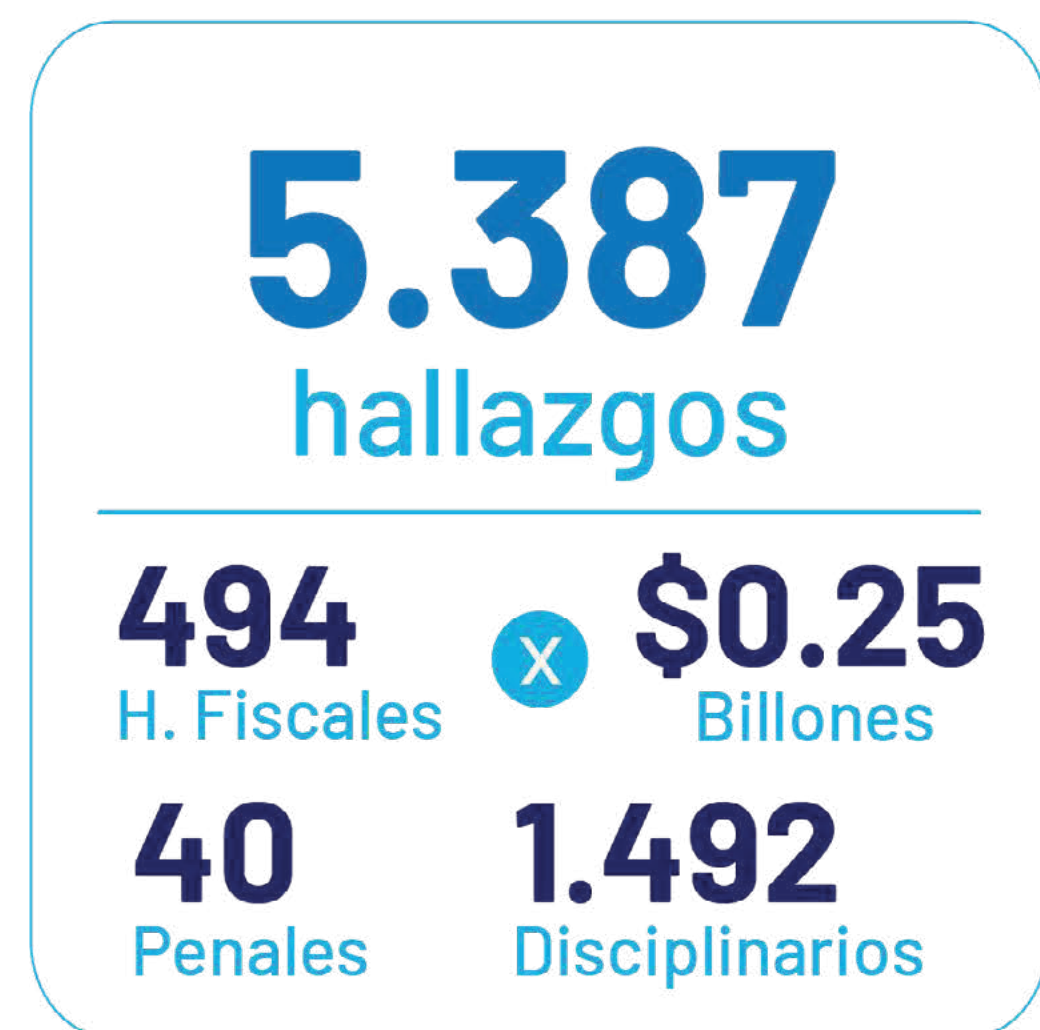 5.387
hallazgos
494 x $0.25
H. Fiscales Billones
40 1.492
Penales Disciplinarios